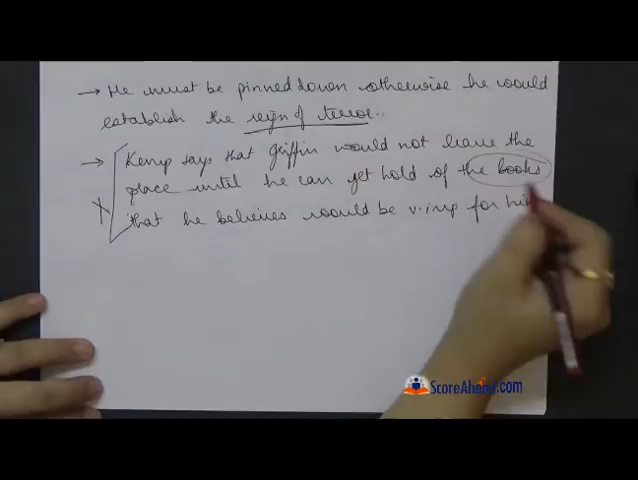 → He must be pinned down otherwise he would
establish the reign of terror..
→ Kemp says that Griffin would not leave the
place until he can get hold of the books
that he believes would be v.imp for him
ScoreAhead.com